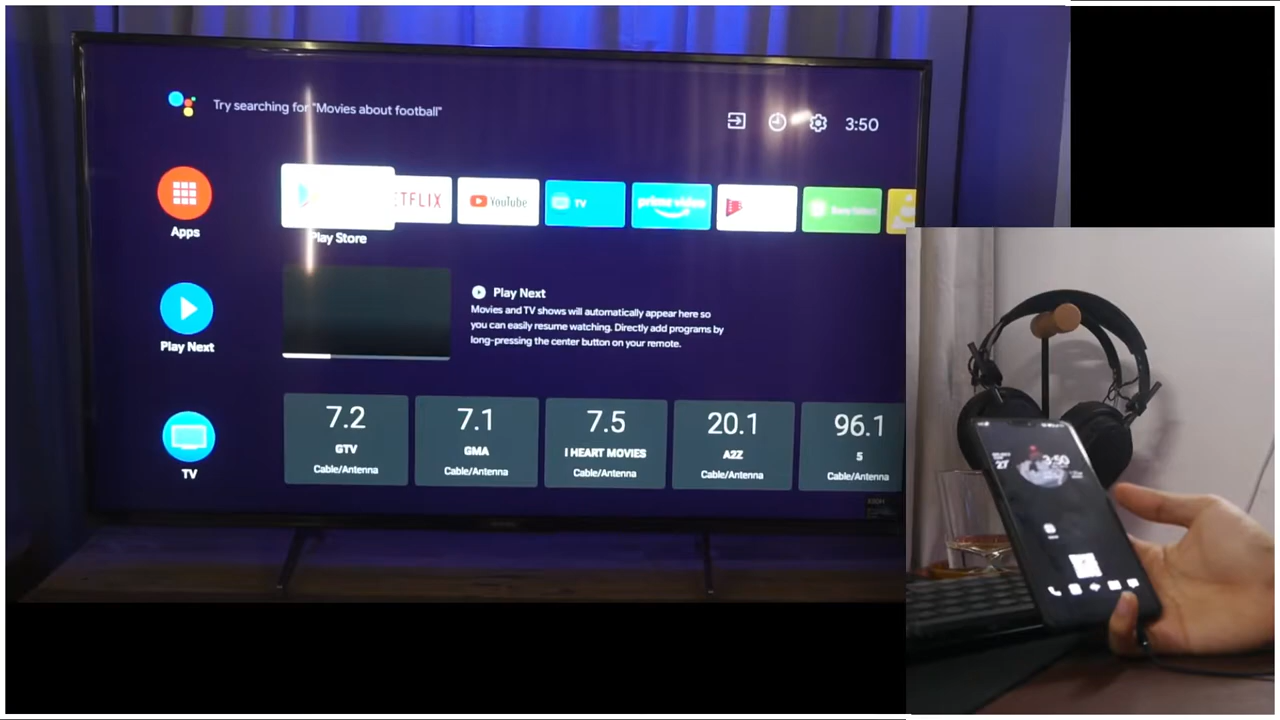 Try searching for "Movies about football"
3:50
ETFLIX
YouTube
TV
prime video
Apps
Play Store
Play Next
Movies and TV shows will automatically appear here so
you can easily resume watching. Directly add programs by
long-pressing the center button on your remote.
Play Next
7.2
GTV
Cable/Antenna
7.1
GMA
Cable/Antenna
7.5
I HEART MOVIES
Cable/Antenna
20.1
A2Z
Cable/Antenna
96.1
5
Cable/Antenna
TV
3:50